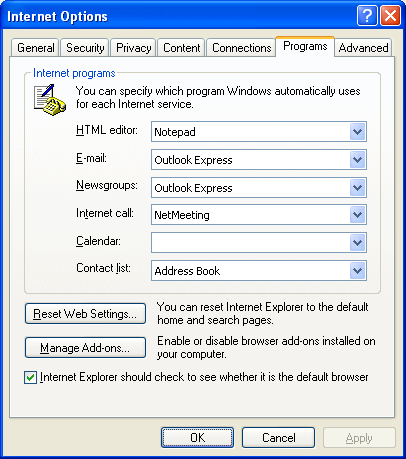 Internet Options
General Security Privacy Content Connections Programs Advanced
Internet programs
You can specify which program Windows automatically uses
for each Internet service.
HTML editor: Notepad
E-mail: Outlook Express
Newsgroups: Outlook Express
Internet call: NetMeeting
Calendar:
Contact list: Address Book
Reset Web Settings... You can reset Internet Explorer to the default
home and search pages.
Manage Add-ons... Enable or disable browser add-ons installed on
your computer.
Internet Explorer should check to see whether it is the default browser
OK Cancel Apply